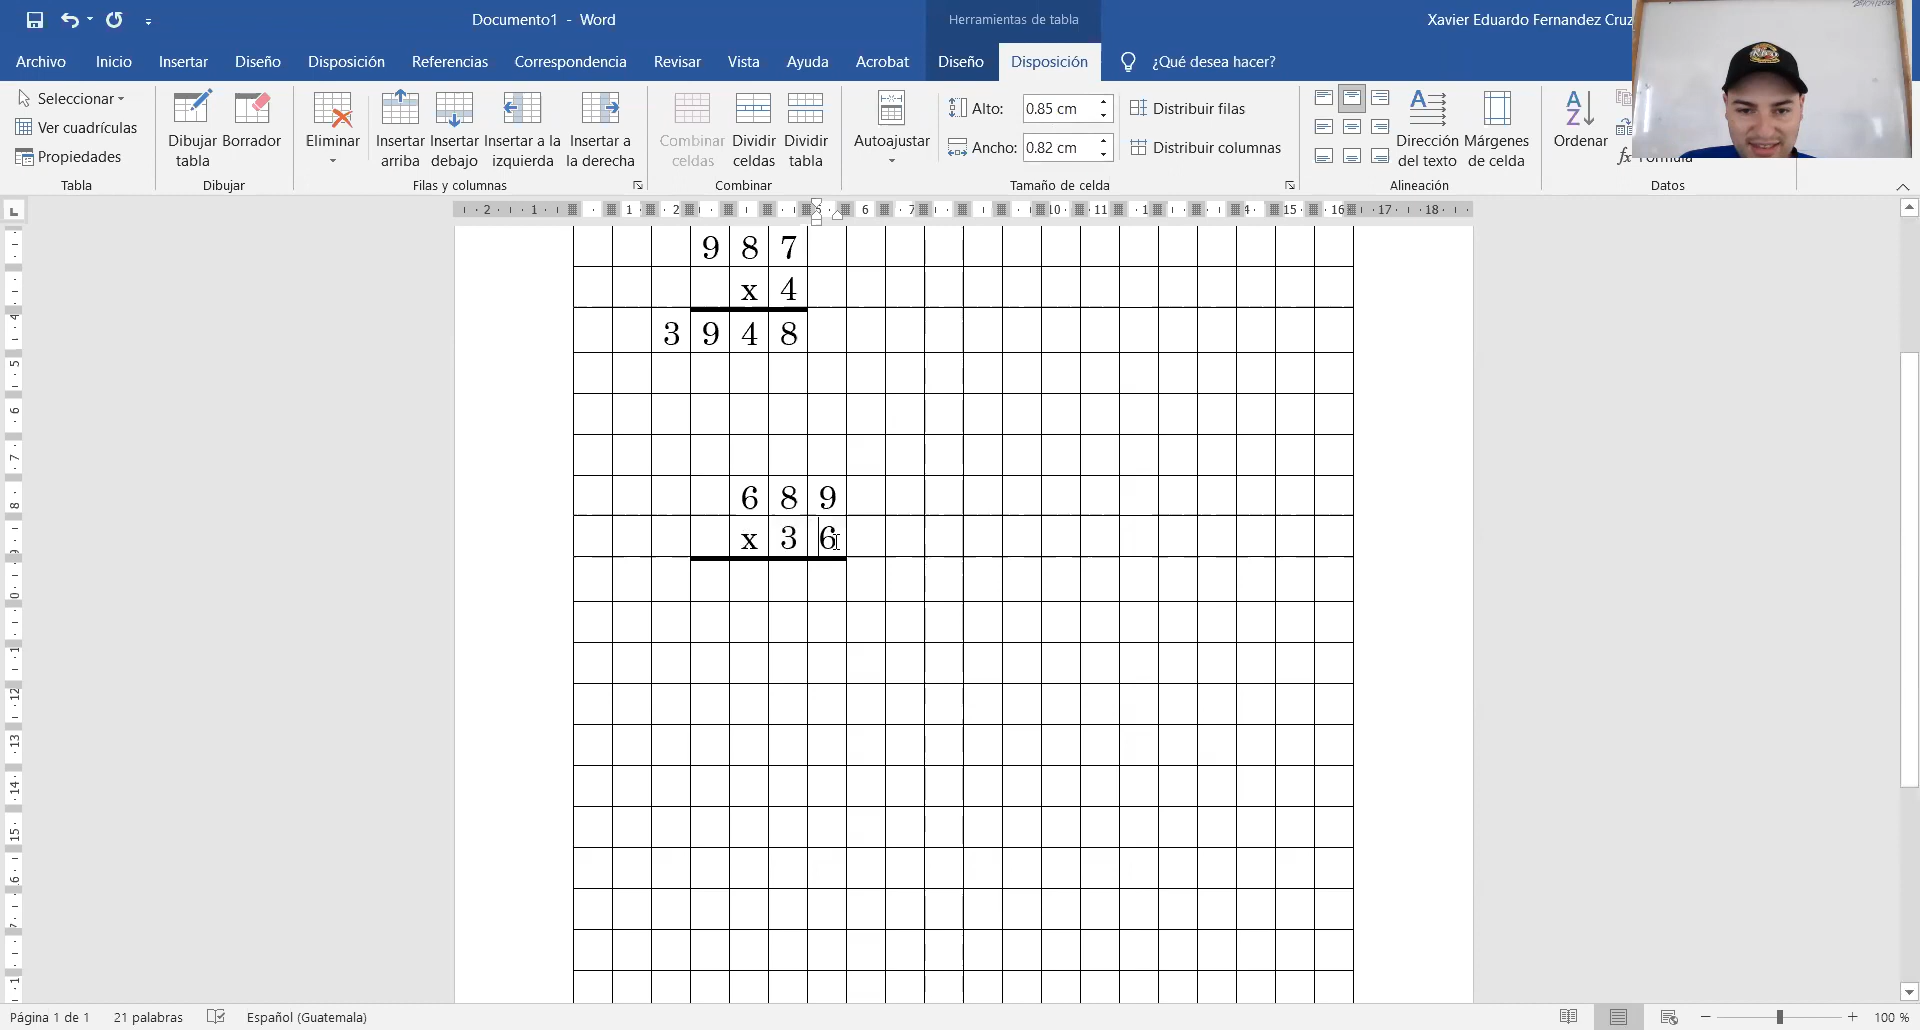 Documento1 - Word
Herramientas de tabla
Xavier Eduardo Fernandez Cruz
Archivo Inicio Insertar Diseño Disposición Referencias Correspondencia Revisar Vista Ayuda Acrobat Diseño Disposición ¿Qué desea hacer?
Seleccionar
Ver cuadrículas
Propiedades
Tabla
Dibujar tabla
Borrador
Dibujar
Eliminar
Insertar arriba
Insertar debajo
Insertar a la izquierda
Insertar a la derecha
Filas y columnas
Combinar celdas
Dividir celdas
Dividir tabla
Combinar
Autoajustar
Alto: 0.85 cm
Ancho: 0.82 cm
Distribuir filas
Distribuir columnas
Tamaño de celda
Dirección del texto
Márgenes de celda
Alineación
Ordenar
Datos
9 8 7
x 4
3 9 4 8
6 8 9
x 3 6
Página 1 de 1 21 palabras Español (Guatemala) 100 %